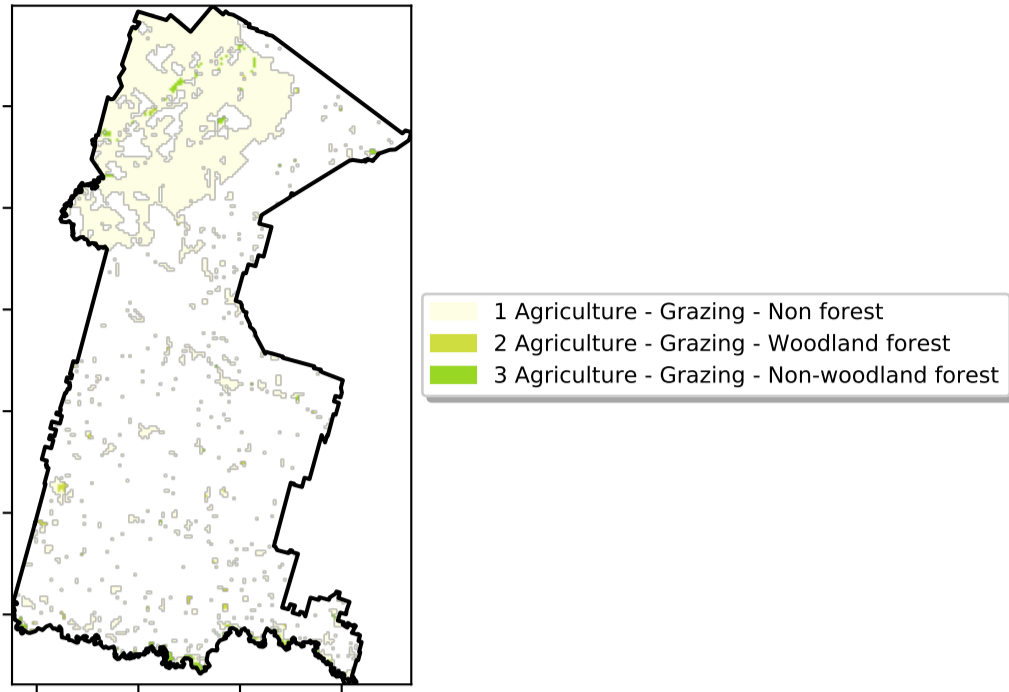 1 Agriculture - Grazing - Non forest
2 Agriculture - Grazing - Woodland forest
3 Agriculture - Grazing - Non-woodland forest